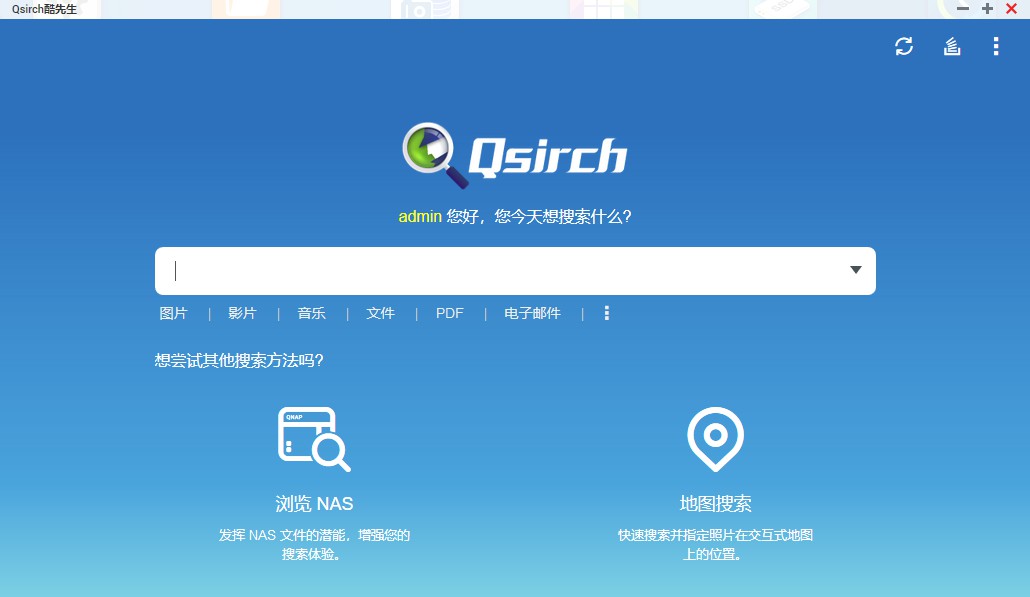 Qsirch酷先生
Qsirch
admin 您好，您今天想搜索什么？
图片 | 影片 | 音乐 | 文件 | PDF | 电子邮件 |
想尝试其他搜索方法吗？
QNAP
浏览 NAS
发挥 NAS 文件的潜能，增强您的
搜索体验。
地图搜索
快速搜索并指定照片在交互式地图
上的位置。